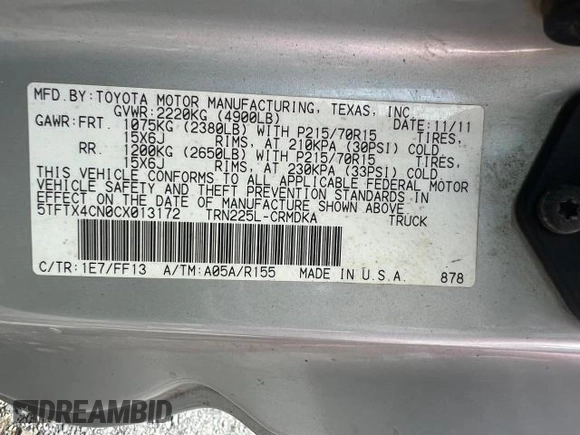 MFD.BY:TOYOTA MOTOR MANUFACTURING, TEXAS, INC.
GVWR:2220KG (4900LB) DATE:11/11
GAWR:FRT. 1075KG (2380LB) WITH P215/70R15 TIRES,
15X6J RIMS, AT 210KPA (30PSI) COLD
RR. 1200KG (2650LB) WITH P215/70R15 TIRES,
15X6J RIMS, AT 230KPA (33PSI) COLD
THIS VEHICLE CONFORMS TO ALL APPLICABLE FEDERAL MOTOR
VEHICLE SAFETY AND THEFT PREVENTION STANDARDS IN
EFFECT ON THE DATE OF MANUFACTURE SHOWN ABOVE.
5TFTX4CN0CX013172 TRN225L-CRMDKA TRUCK
C/TR:1E7/FF13 A/TM:A05A/R155 MADE IN U.S.A. 878
DREAMBID